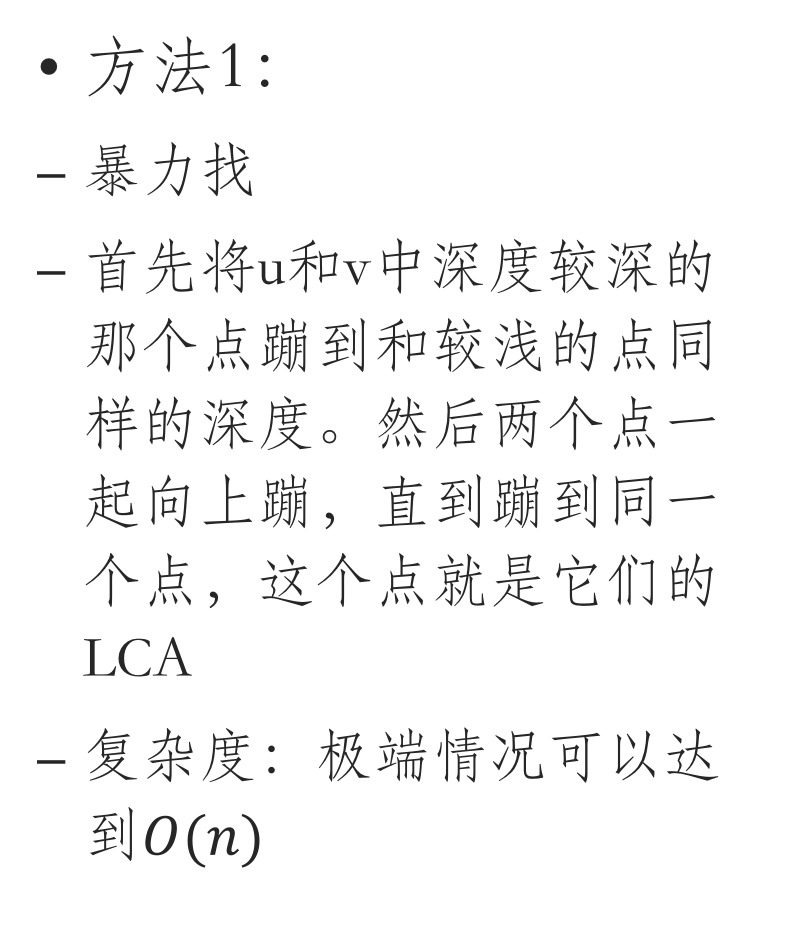 • 方法1：
– 暴力找
– 首先将u和v中深度较深的
那个点蹦到和较浅的点同
样的深度。然后两个点一
起向上蹦，直到蹦到同一
个点，这个点就是它们的
LCA
– 复杂度：极端情况可以达
到O(n)